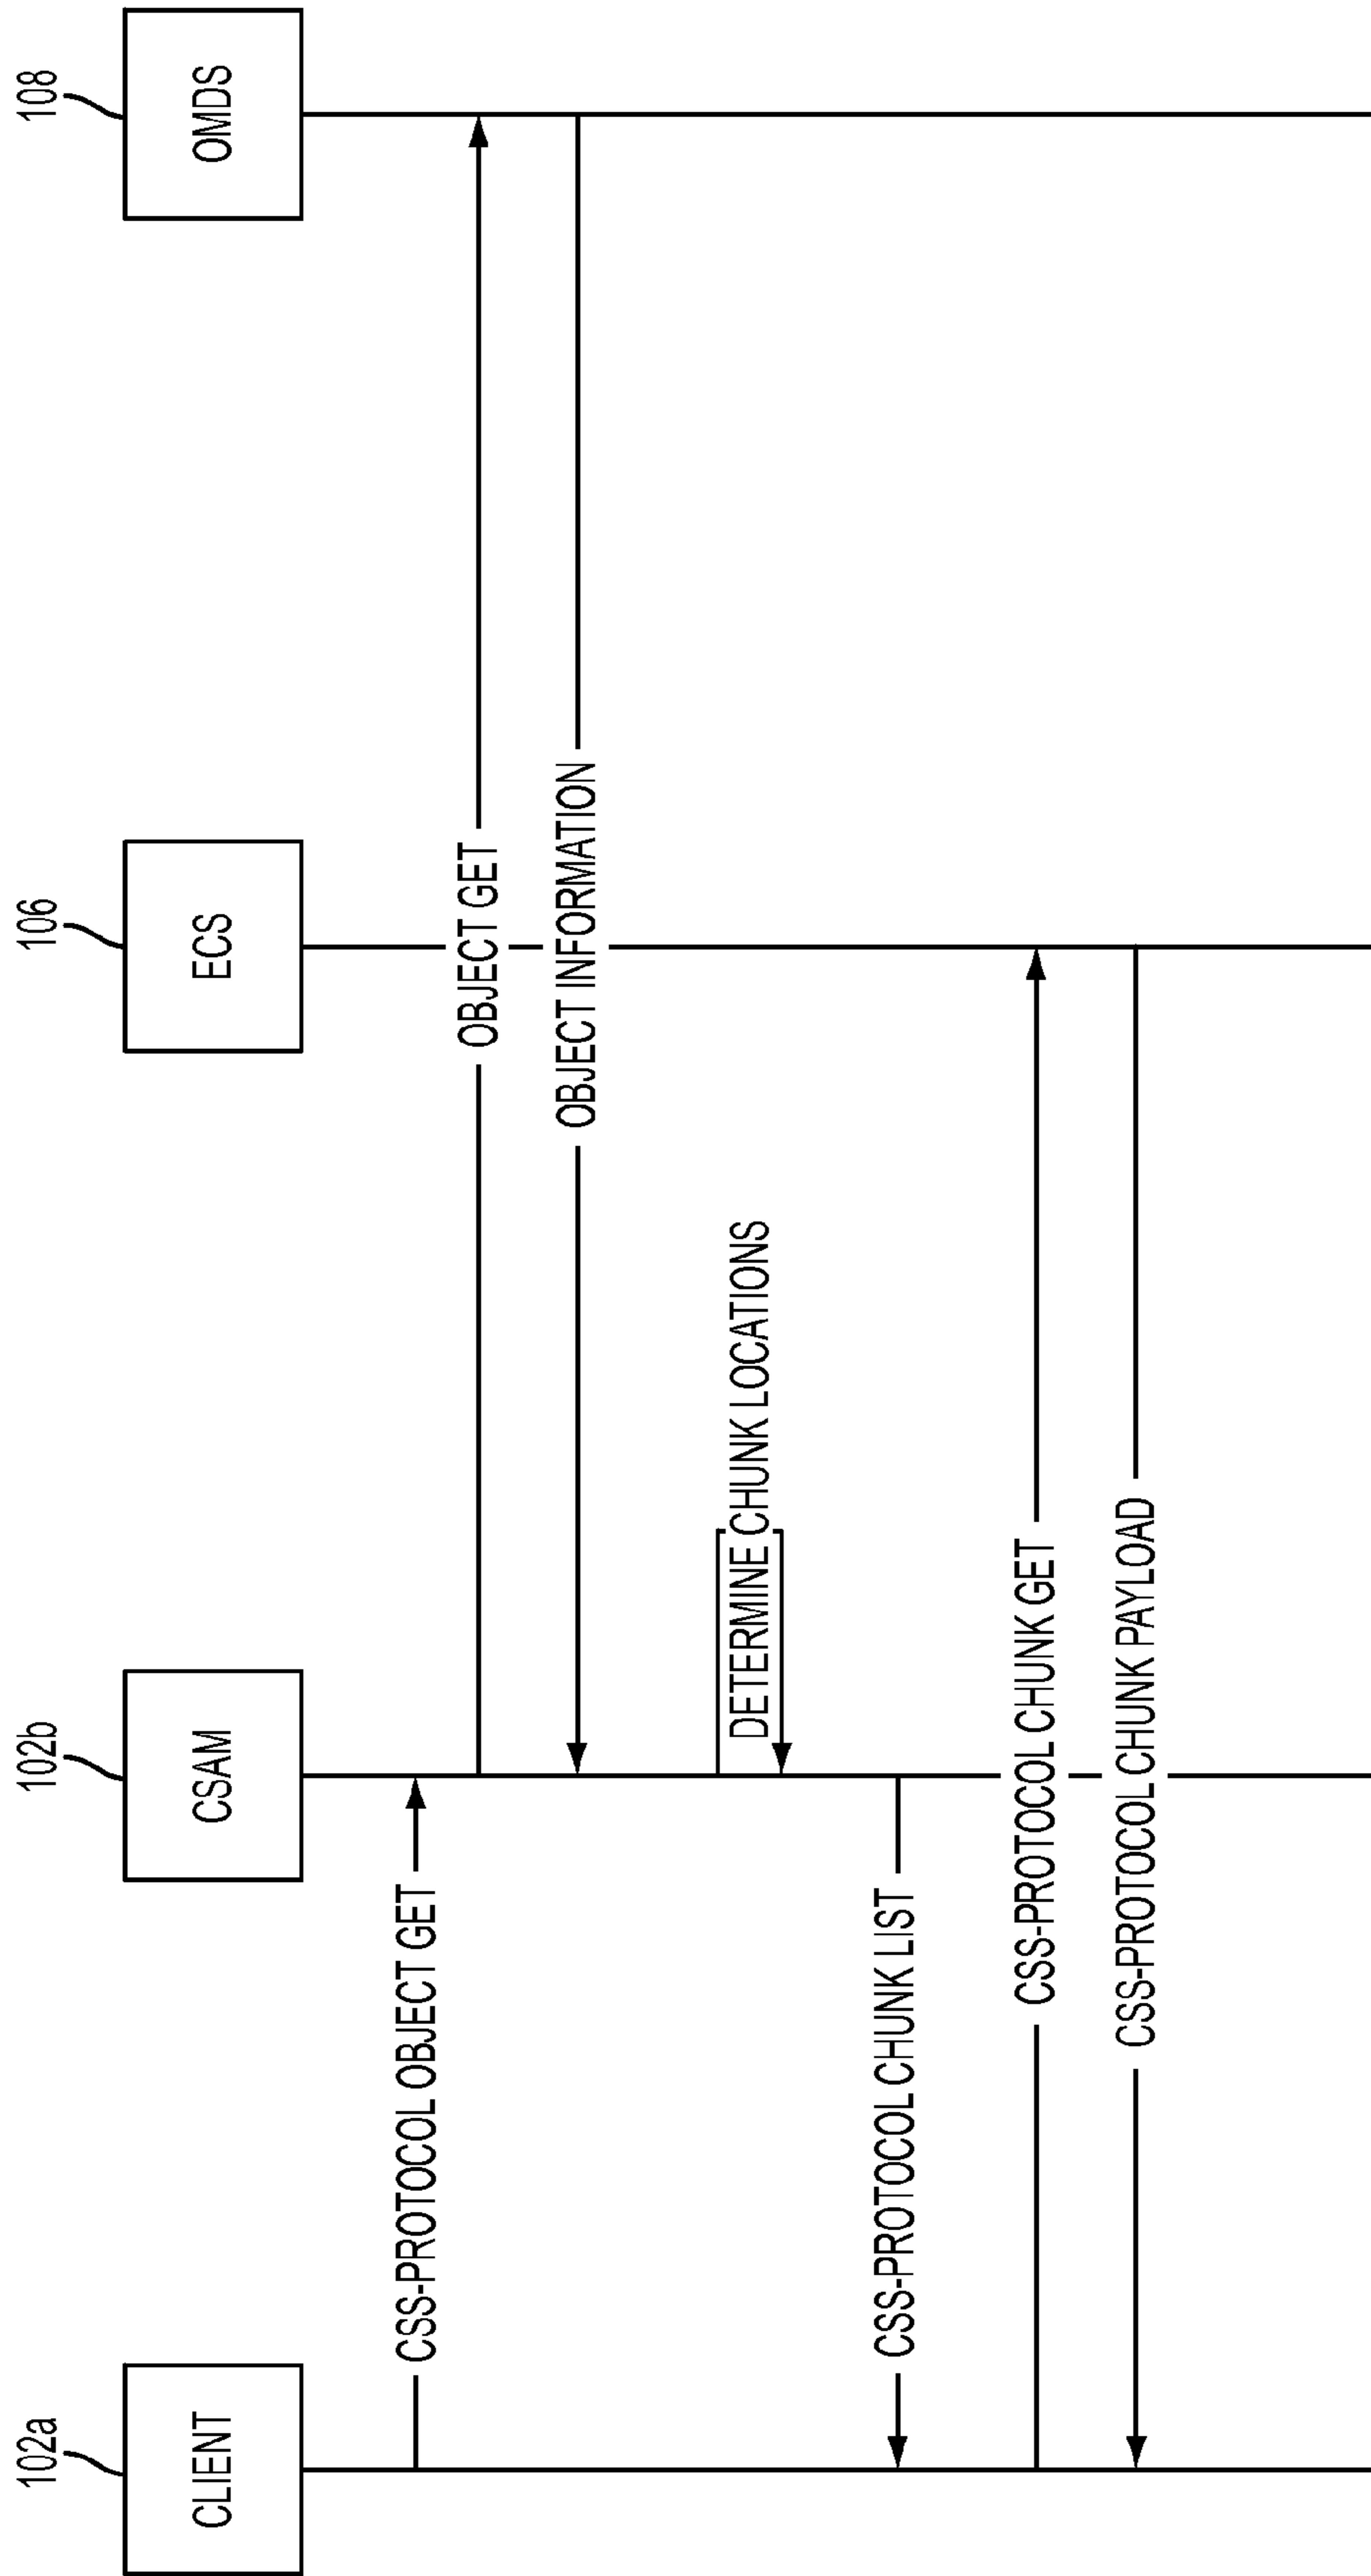 102a
102b
106
108
CLIENT
CSAM
ECS
OMDS
CSS-PROTOCOL OBJECT GET
OBJECT GET
OBJECT INFORMATION
DETERMINE CHUNK LOCATIONS
CSS-PROTOCOL CHUNK LIST
CSS-PROTOCOL CHUNK GET
CSS-PROTOCOL CHUNK PAYLOAD